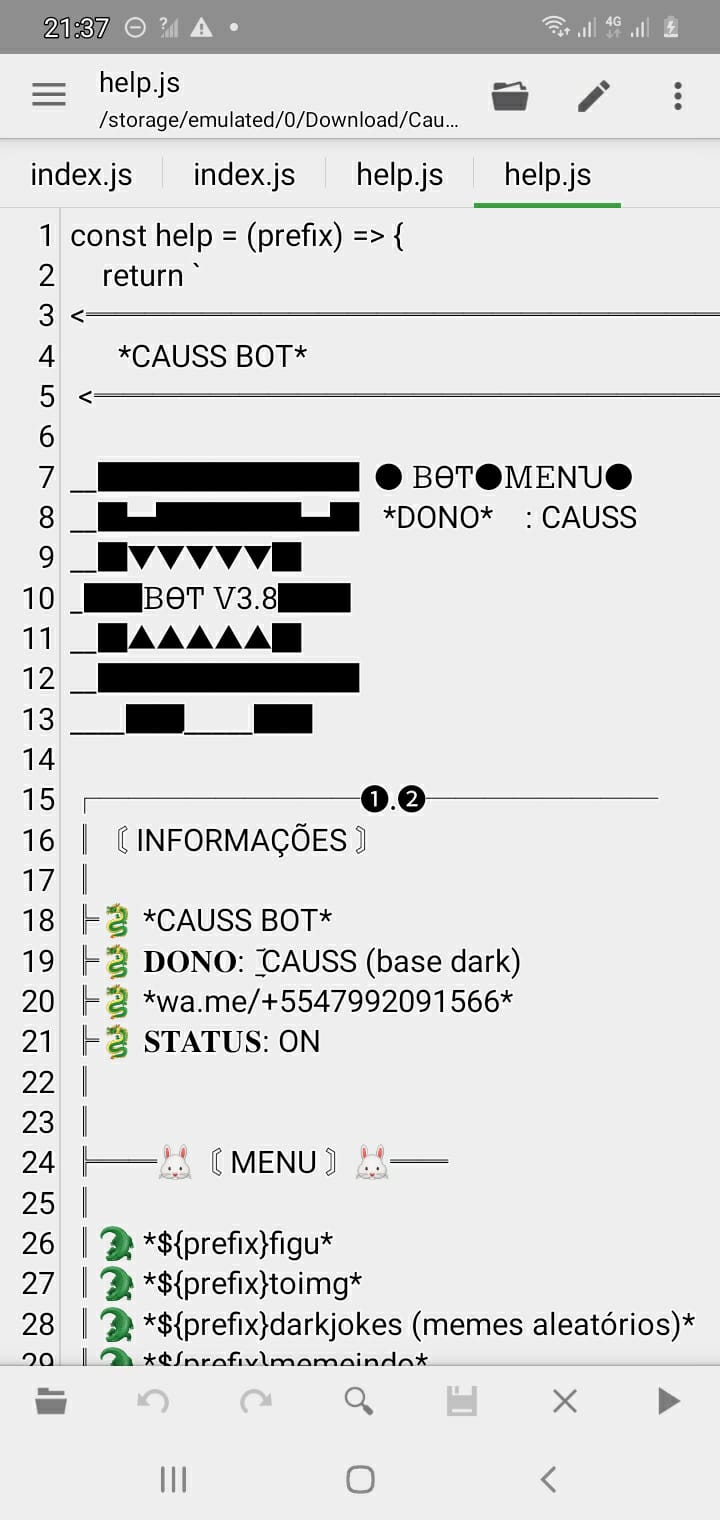 21:37
4G
help.js
/storage/emulated/0/Download/Cau...
index.js index.js help.js help.js
1 const help = (prefix) => {
2 return `
3 <══════════════════════
4 *CAUSS BOT*
5 <══════════════════════
6
7 __█████████ ● BӨT●MENU●
8 __█▄█████▄█ *DONO* : CAUSS
9 __█▼▼▼▼▼█
10 _██BӨT V3.8██
11 __█▲▲▲▲▲█
12 __█████████
13 ____██_____██
14
15 ┌──────────❶.❷──────────
16 ║ 〘 INFORMAÇÕES 〙
17 ║
18 ╟🐉 *CAUSS BOT*
19 ╟🐉 𝐃𝐎𝐍𝐎: CAUSS (base dark)
20 ╟🐉 *wa.me/+5547992091566*
21 ╟🐉 𝐒𝐓𝐀𝐓𝐔𝐒: ON
22 ║
23 ║
24 ╠═══🐰〘 MENU 〙🐰═══
25 ║
26 ║🐊 *${prefix}figu*
27 ║🐊 *${prefix}toimg*
28 ║🐊 *${prefix}darkjokes (memes aleatórios)*
29 ║🐊 *${prefix}memeindo*